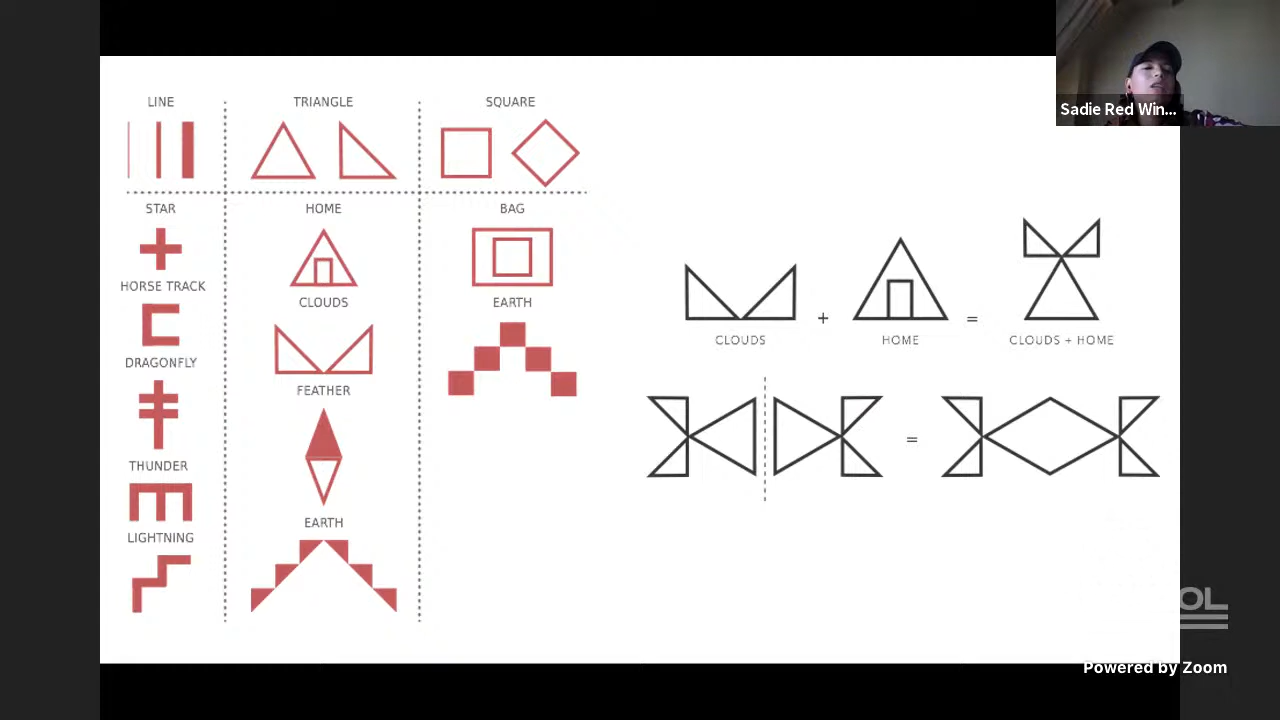 LINE
TRIANGLE
SQUARE
STAR
HOME
BAG
HORSE TRACK
CLOUDS
EARTH
DRAGONFLY
FEATHER
THUNDER
EARTH
LIGHTNING
CLOUDS
+
HOME
=
CLOUDS + HOME
=
Sadie Red Win...
OL
Powered by Zoom